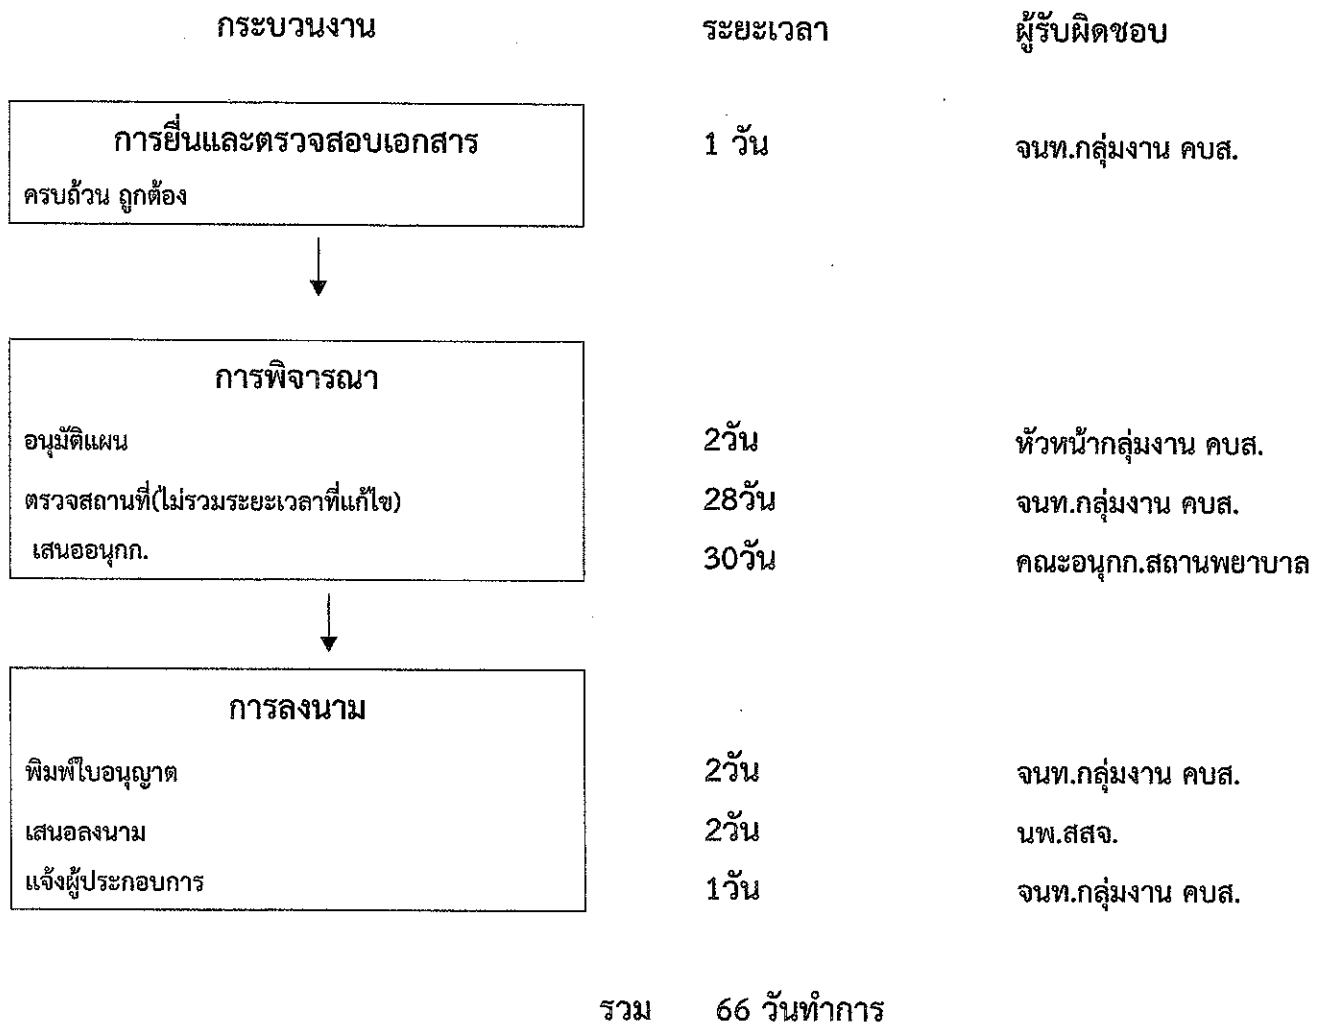 กระบวนงาน ระยะเวลา ผู้รับผิดชอบ
การยื่นและตรวจสอบเอกสาร 1 วัน จนท.กลุ่มงาน คบส.
ครบถ้วน ถูกต้อง
การพิจารณา
อนุมัติแผน 2วัน หัวหน้ากลุ่มงาน คบส.
ตรวจสถานที่(ไม่รวมระยะเวลาที่แก้ไข) 28วัน จนท.กลุ่มงาน คบส.
เสนออนุกก. 30วัน คณะอนุกก.สถานพยาบาล
การลงนาม
พิมพ์ใบอนุญาต 2วัน จนท.กลุ่มงาน คบส.
เสนอลงนาม 2วัน นพ.สสจ.
แจ้งผู้ประกอบการ 1วัน จนท.กลุ่มงาน คบส.
รวม 66 วันทำการ